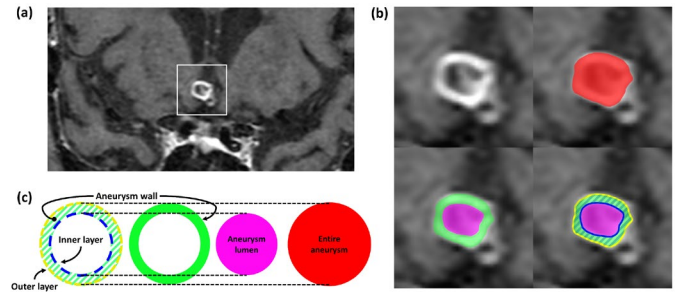 (a)
(b)
(c)
Aneurysm wall
Inner layer
Outer layer
Aneurysm
lumen
Entire
aneurysm